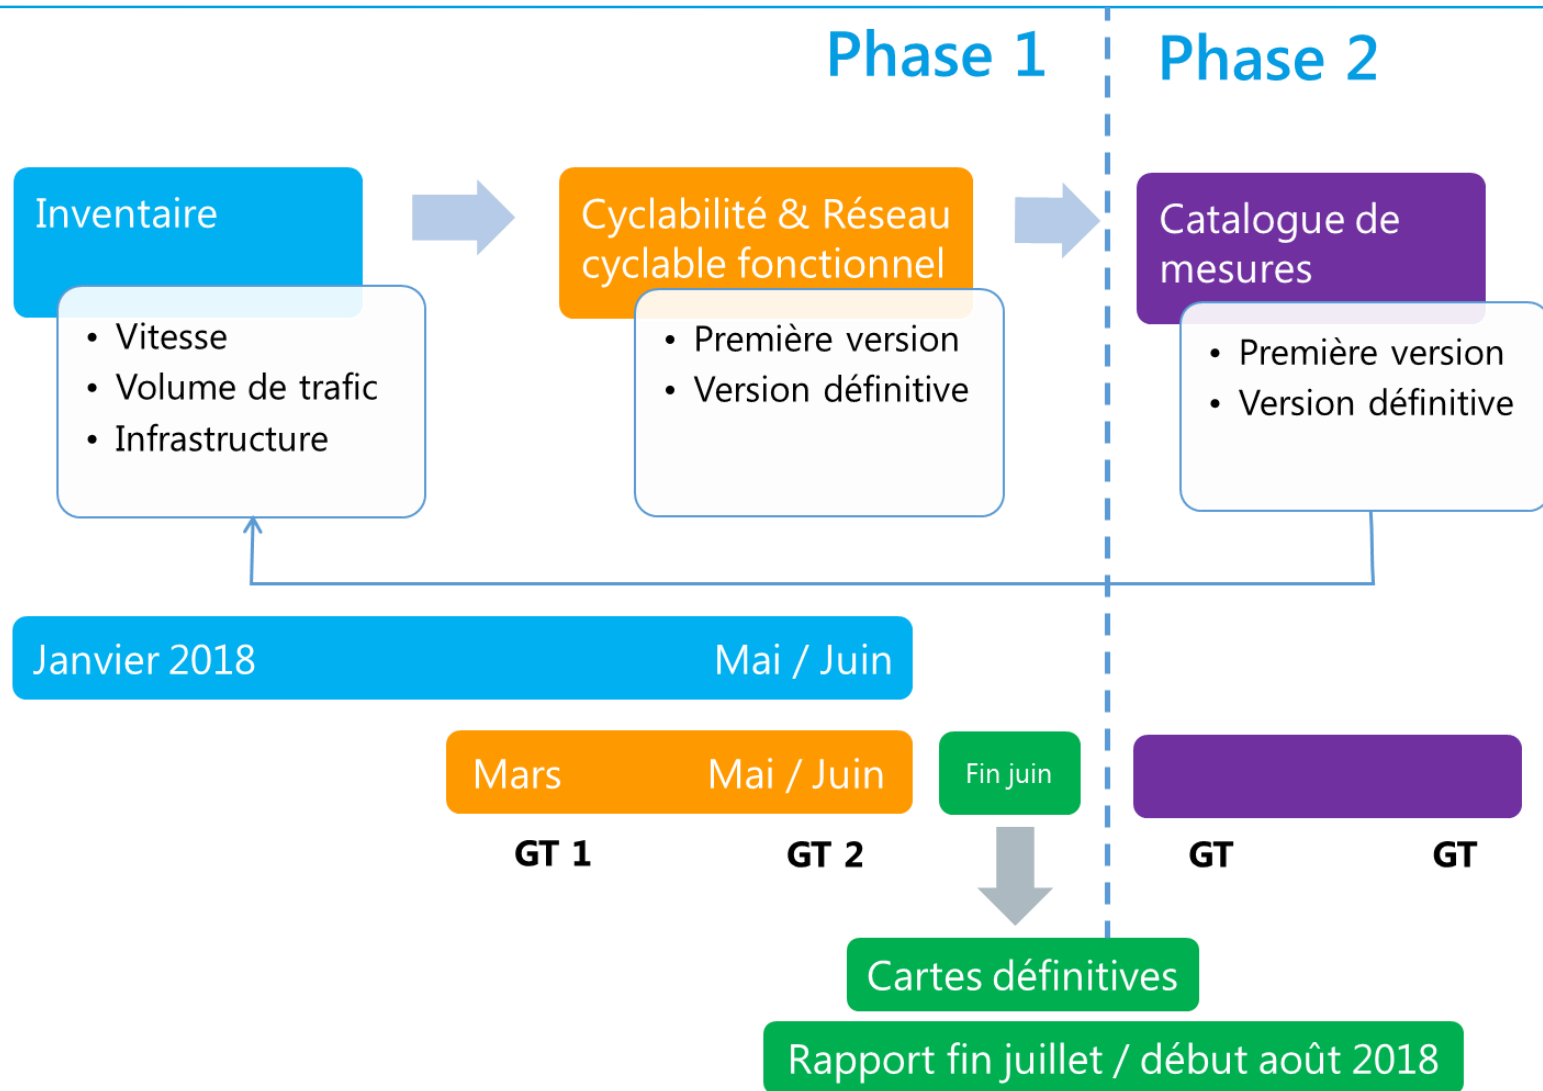 Phase 1
Phase 2
Inventaire
• Vitesse
• Volume de trafic
• Infrastructure
Cyclabilité & Réseau
cyclable fonctionnel
• Première version
• Version définitive
Catalogue de
mesures
• Première version
• Version définitive
Janvier 2018
Mai / Juin
Mars
Mai / Juin
Fin juin
GT 1
GT 2
GT
GT
Cartes définitives
Rapport fin juillet / début août 2018